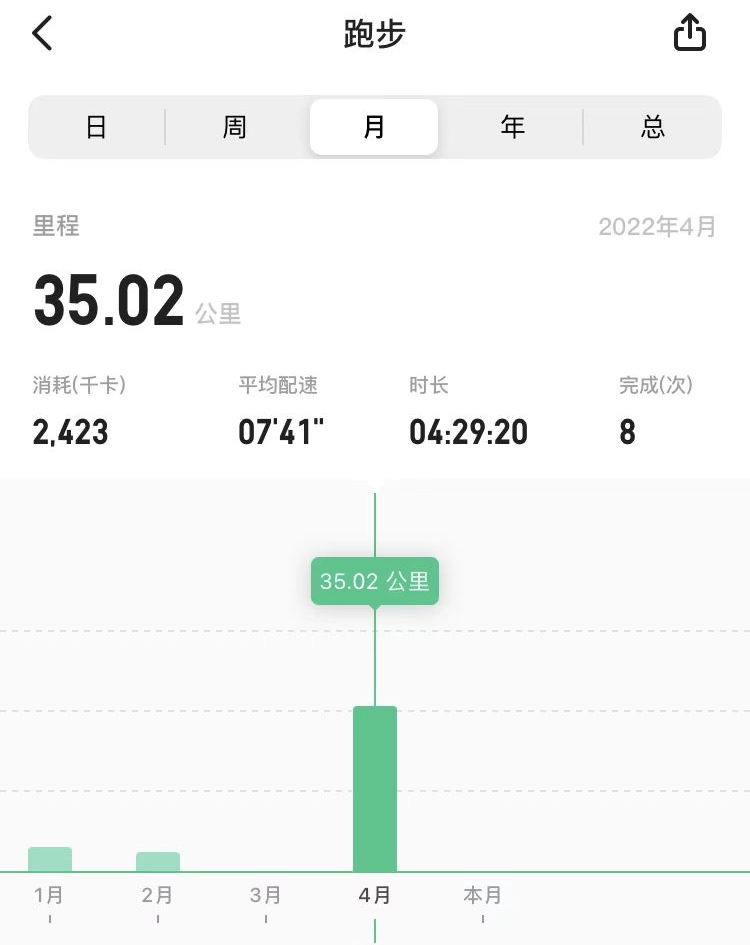 跑步
日 周 月 年 总
里程 2022年4月
35.02 公里
消耗(千卡) 平均配速 时长 完成(次)
2,423 07'41" 04:29:20 8
35.02 公里
1月 2月 3月 4月 本月